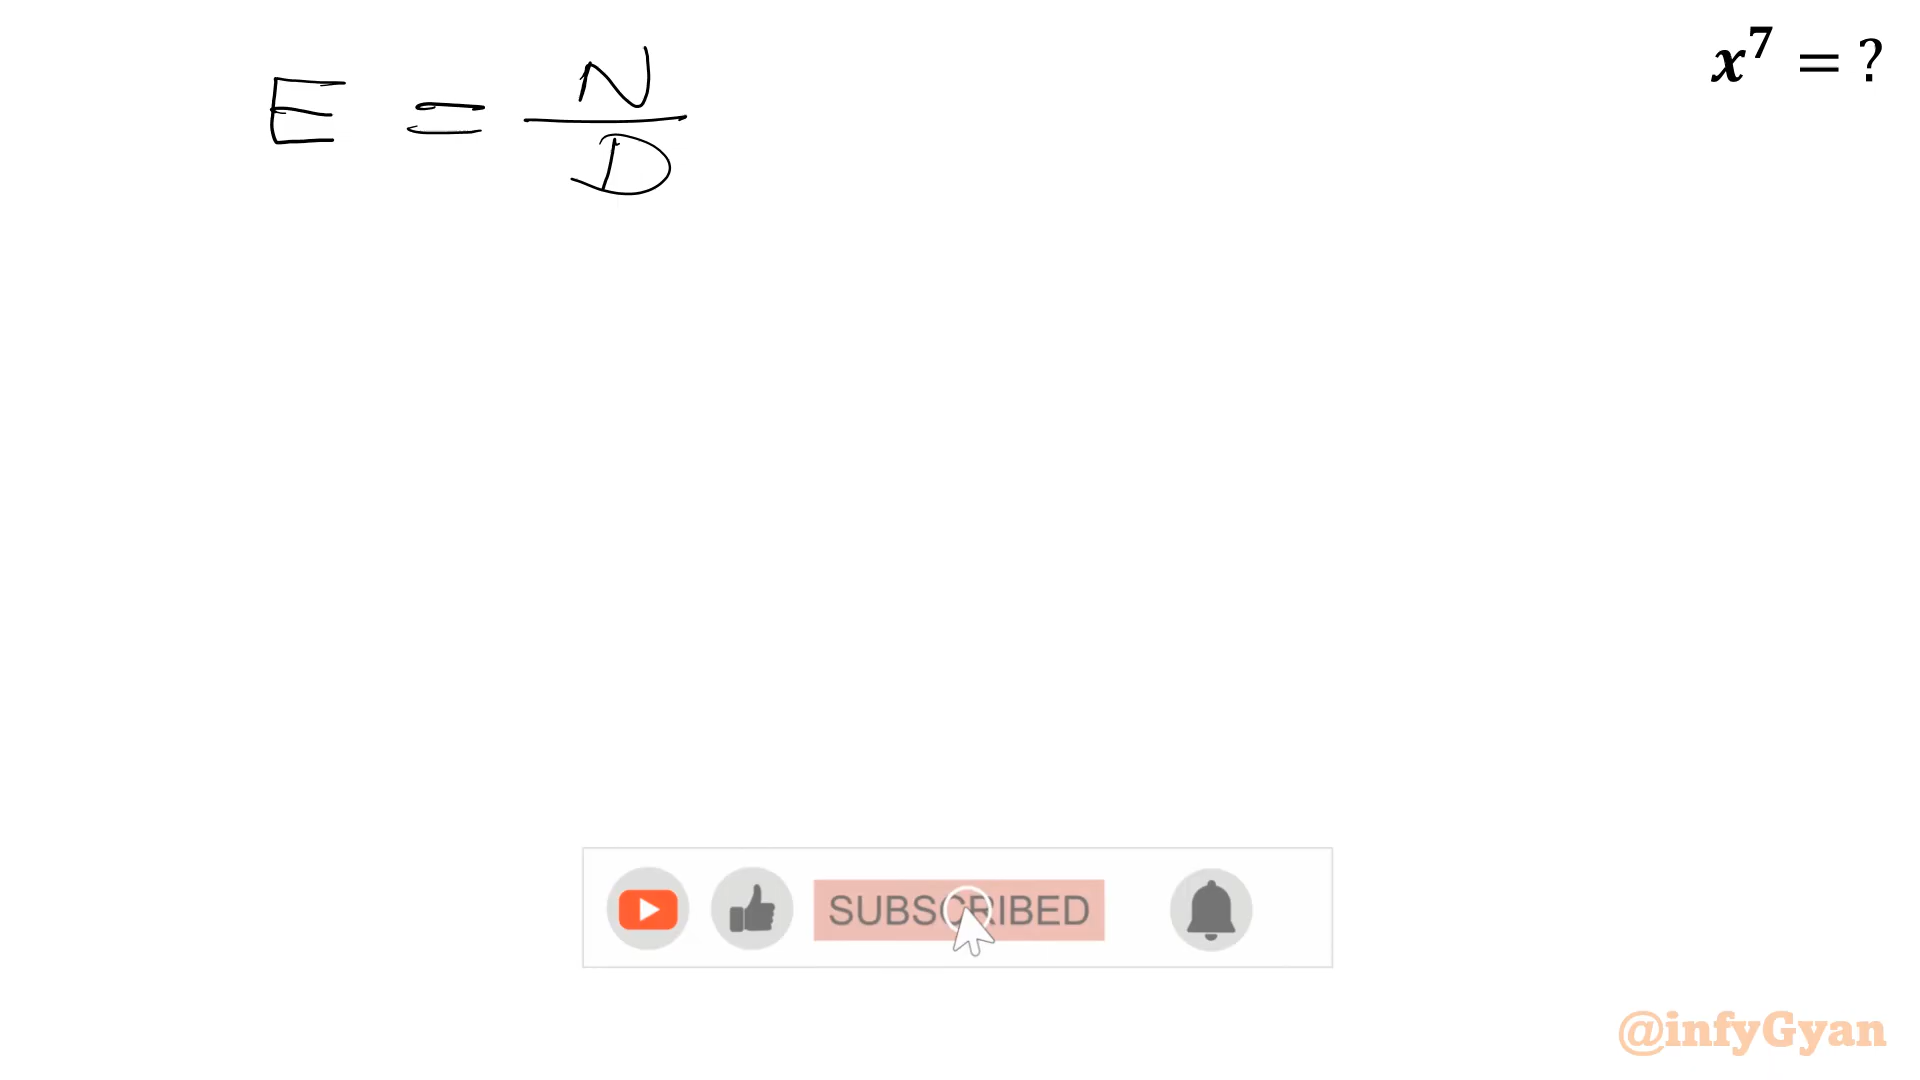 E = N/D
x⁷ = ?
SUBSCRIBED
@infyGyan